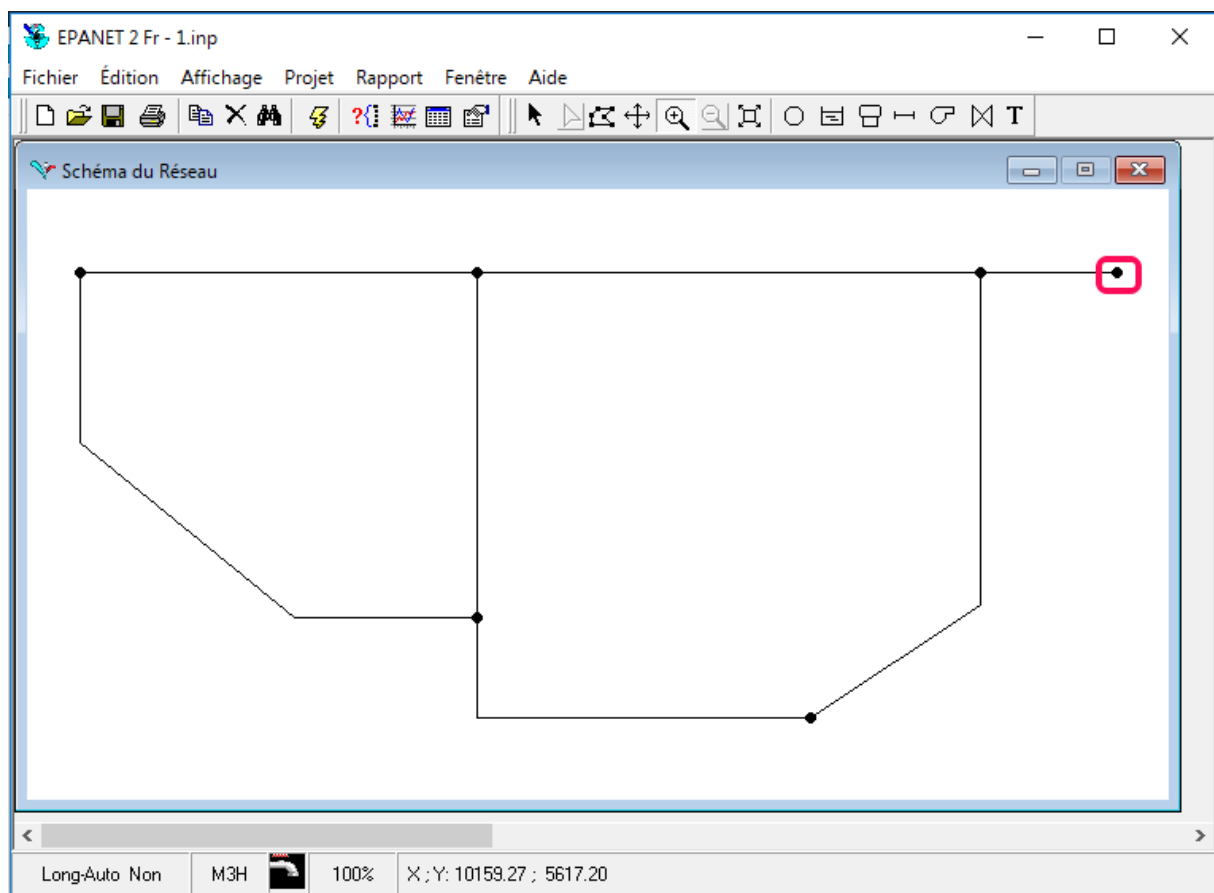 EPANET 2 Fr - 1.inp
Fichier Édition Affichage Projet Rapport Fenêtre Aide
?{ T
Schéma du Réseau
Long-Auto Non M3H 100% X ; Y: 10159.27 ; 5617.20